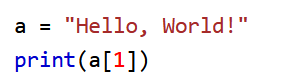 a = "Hello, World!"
print(a[1])